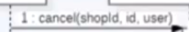 1 : cancel(shopId, id, user)